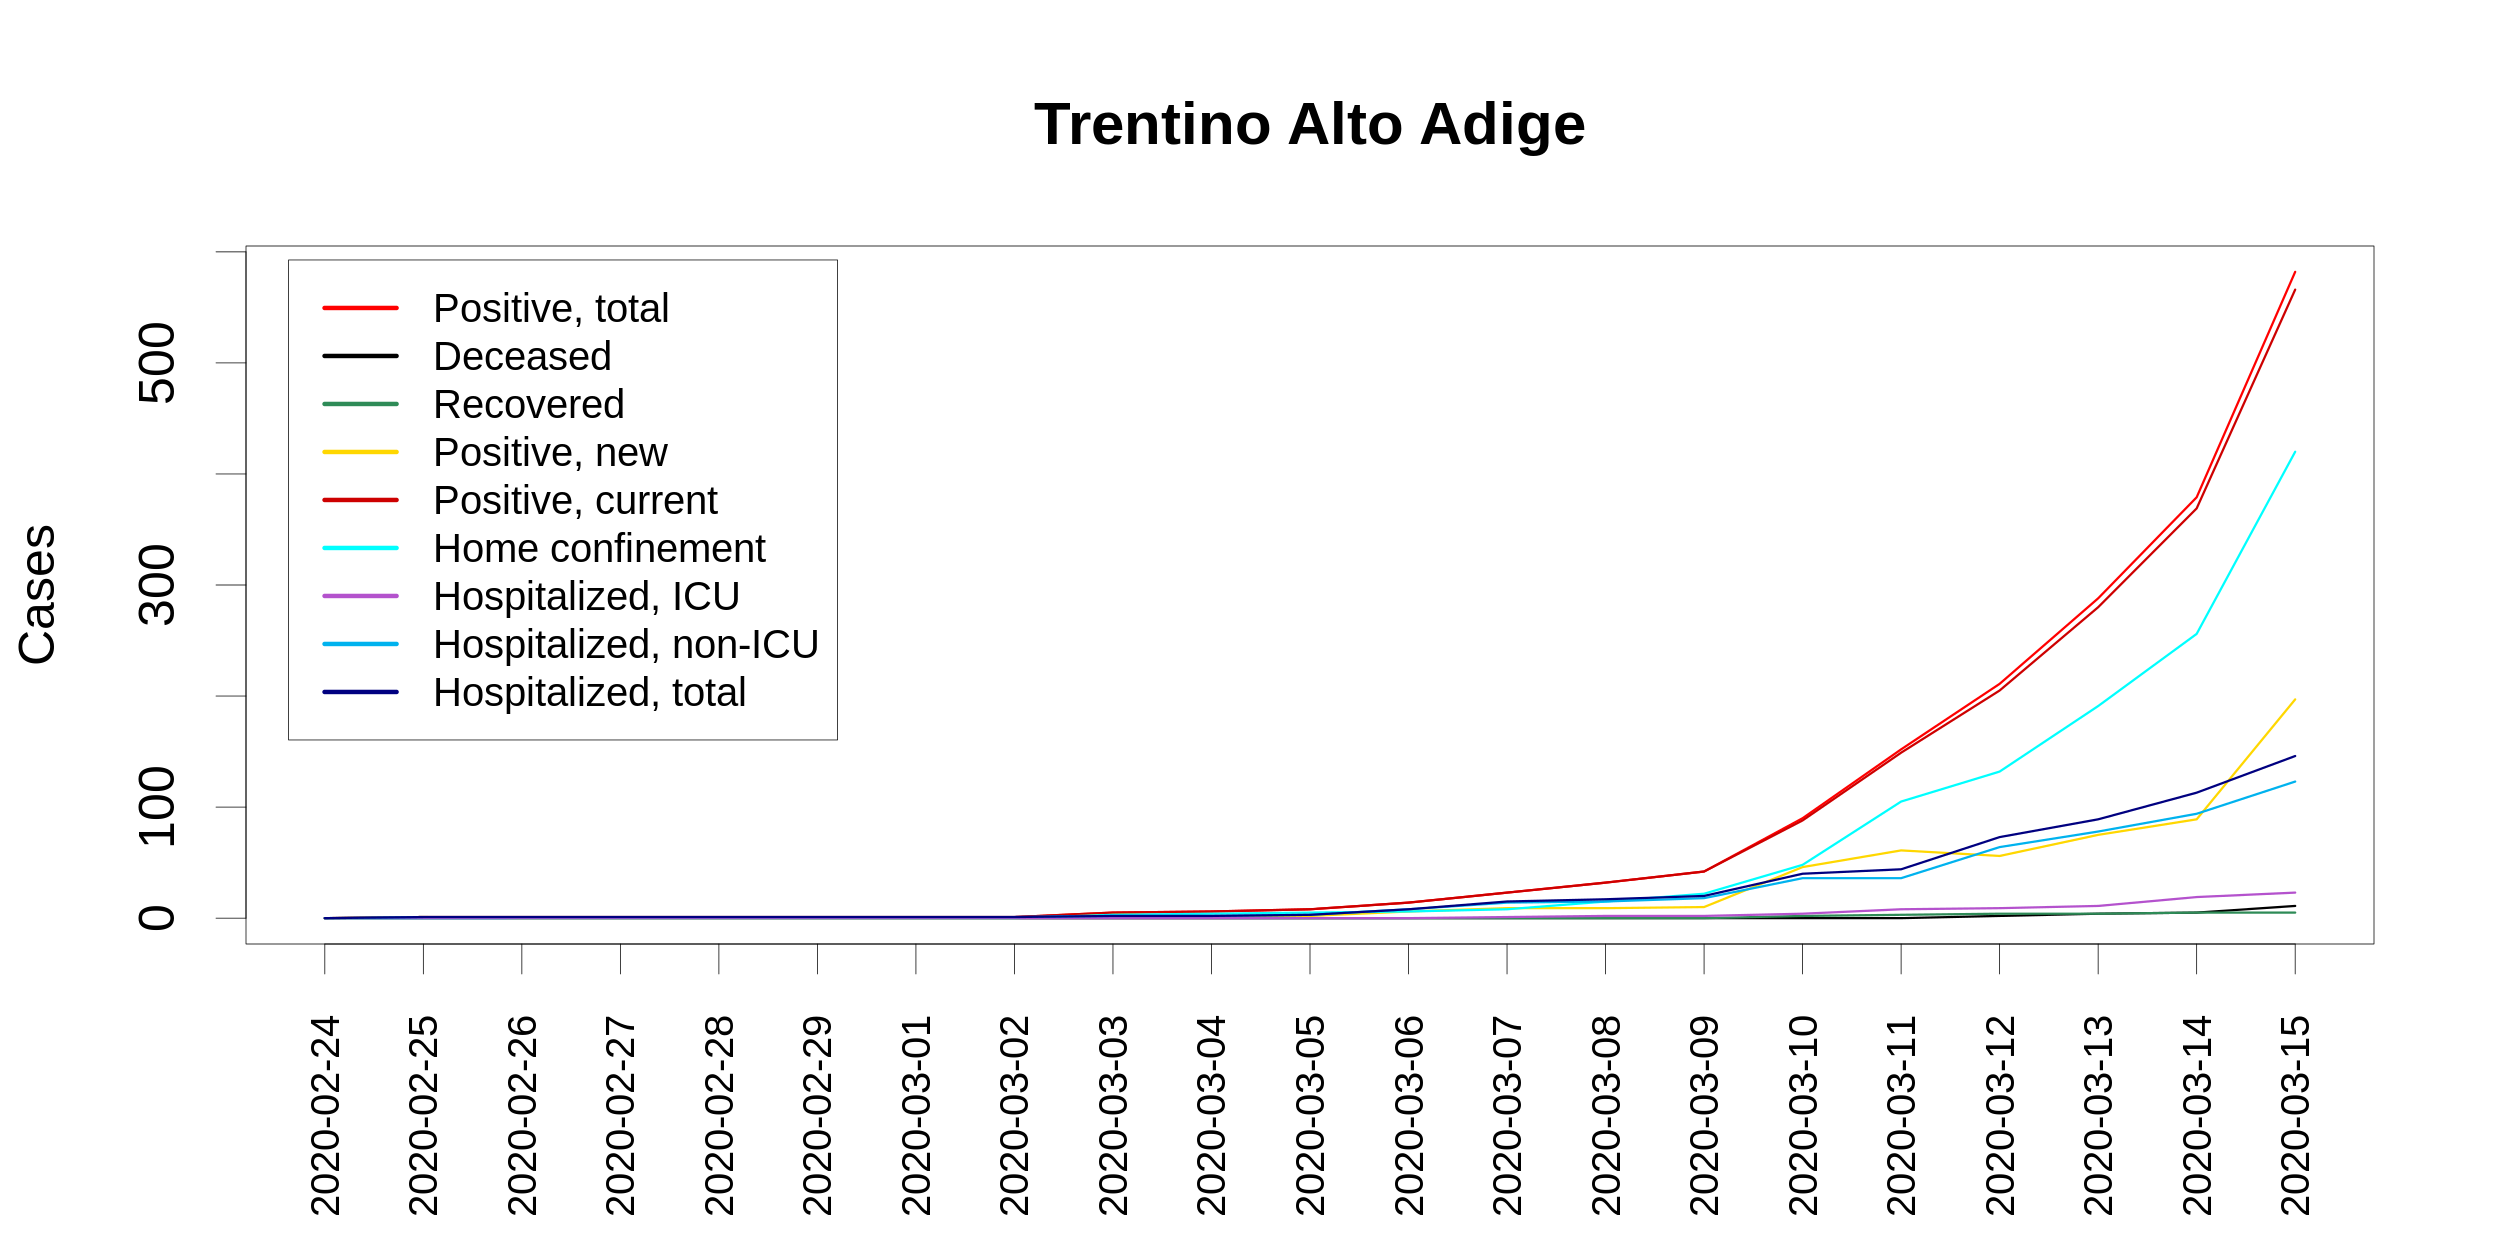 Trentino Alto Adige
Cases
500
300
100
0
Positive, total
Deceased
Recovered
Positive, new
Positive, current
Home confinement
Hospitalized, ICU
Hospitalized, non-ICU
Hospitalized, total
2020-02-24
2020-02-25
2020-02-26
2020-02-27
2020-02-28
2020-02-29
2020-03-01
2020-03-02
2020-03-03
2020-03-04
2020-03-05
2020-03-06
2020-03-07
2020-03-08
2020-03-09
2020-03-10
2020-03-11
2020-03-12
2020-03-13
2020-03-14
2020-03-15